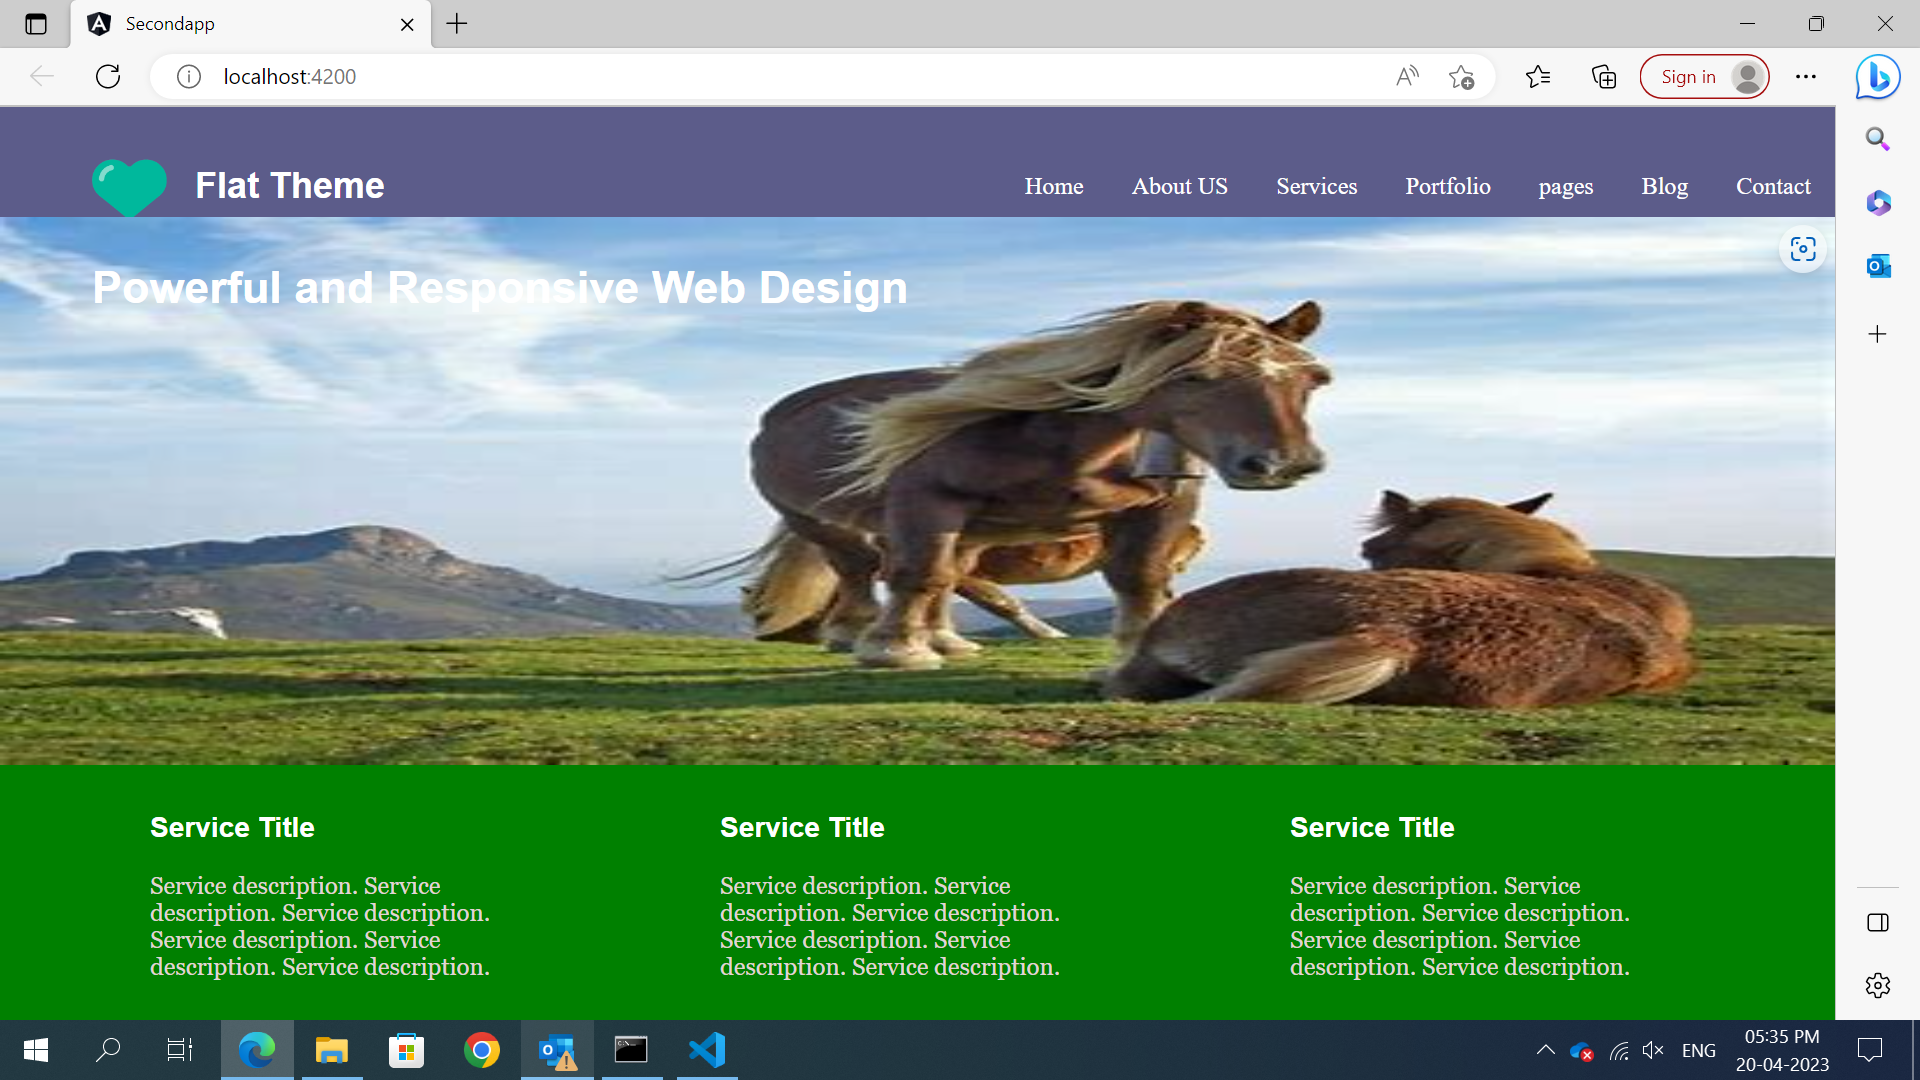 Secondapp
localhost:4200
Sign in
Flat Theme
Home About US Services Portfolio pages Blog Contact
Powerful and Responsive Web Design
Service Title
Service description. Service
description. Service description.
Service description. Service
description. Service description.
Service Title
Service description. Service
description. Service description.
Service description. Service
description. Service description.
Service Title
Service description. Service
description. Service description.
Service description. Service
description. Service description.
ENG
05:35 PM
20-04-2023